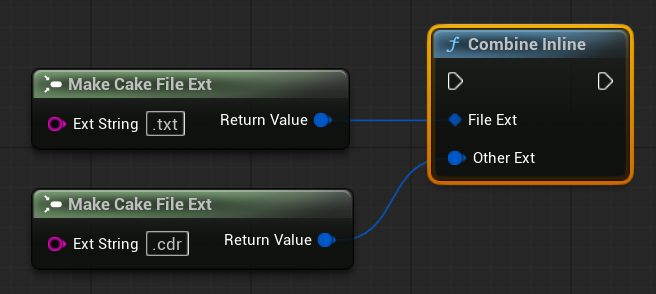 Make Cake File Ext
Ext String .txt Return Value
Make Cake File Ext
Ext String .cdr Return Value
f Combine Inline
File Ext
Other Ext